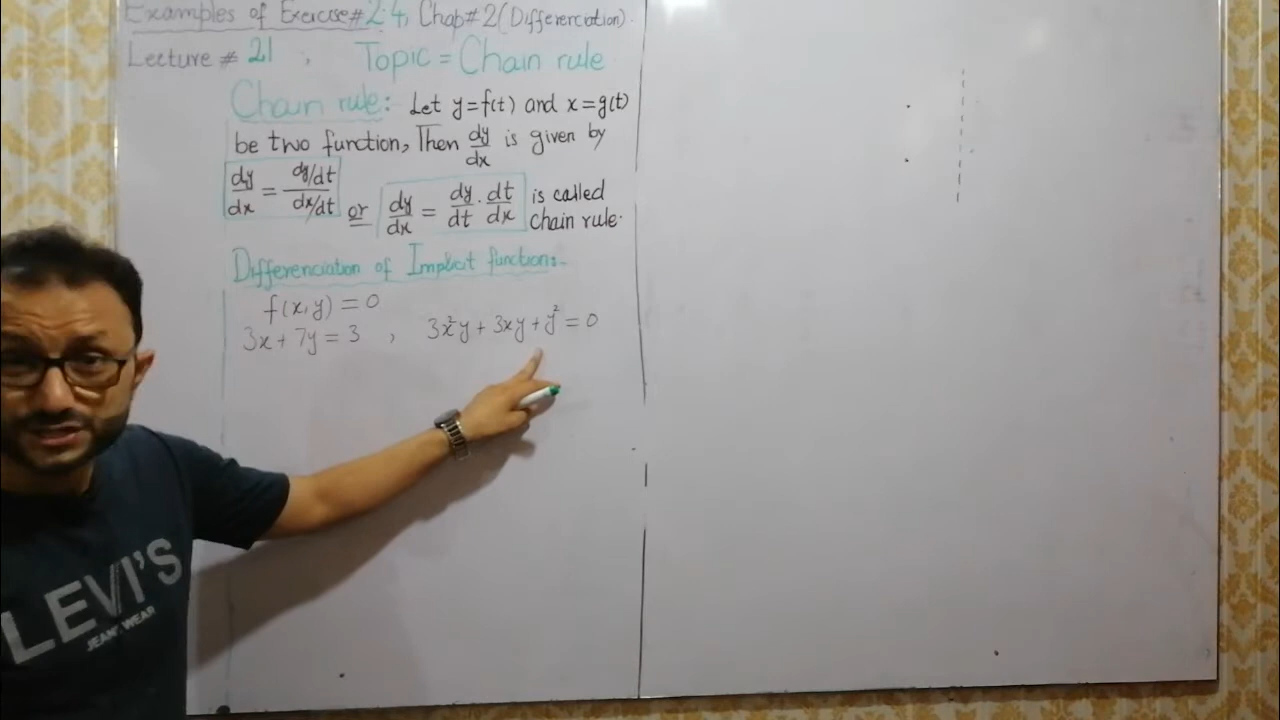 Examples of Exercise# 2.4, Chap# 2 (Differenciation).
Lecture # 21 , Topic = Chain rule
Chain rule: Let y=f(t) and x=g(t)
be two function, Then dy/dx is given by
dy/dx = dy/dt / dx/dt or dy/dx = dy/dt . dt/dx is called
chain rule.
Differenciation of Implicit functions.
f(x,y) = 0
3x + 7y = 3 , 3x²y + 3xy + y² = 0
LEVI'S
JEANS WEAR